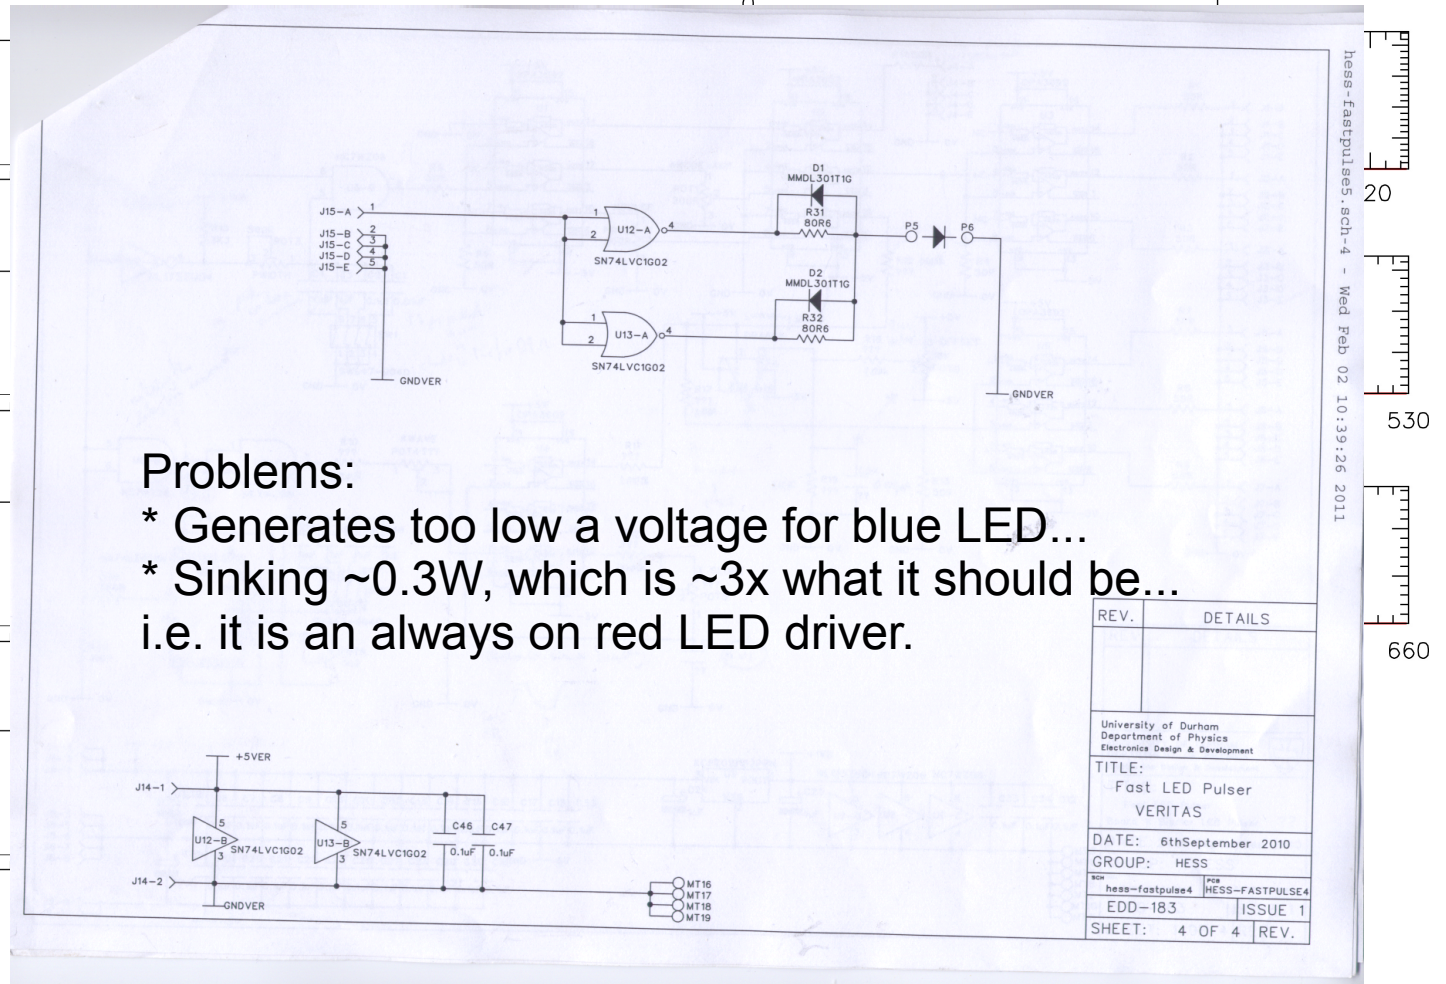 hess-fastpulse5.sch-4 - Wed Feb 02 10:39:26 2011
20
530
660
D1
MMDL301T1G
R31
80R6
J15-A 1
J15-B 2
J15-C 3
J15-D 4
J15-E 5
1
2
U12-A
4
SN74LVC1G02
P5
P6
D2
MMDL301T1G
R32
80R6
1
2
U13-A
4
SN74LVC1G02
GNDVER
GNDVER
Problems:
* Generates too low a voltage for blue LED...
* Sinking ~0.3W, which is ~3x what it should be...
i.e. it is an always on red LED driver.
+5VER
J14-1
5
U12-B
3
SN74LVC1G02
5
U13-B
3
SN74LVC1G02
C46
0.1uF
C47
0.1uF
J14-2
GNDVER
MT16
MT17
MT18
MT19
REV. DETAILS
University of Durham
Department of Physics
Electronics Design & Development
TITLE:
Fast LED Pulser
VERITAS
DATE: 6thSeptember 2010
GROUP: HESS
SCH hess-fastpulse4 PCB HESS-FASTPULSE4
EDD-183 ISSUE 1
SHEET: 4 OF 4 REV.